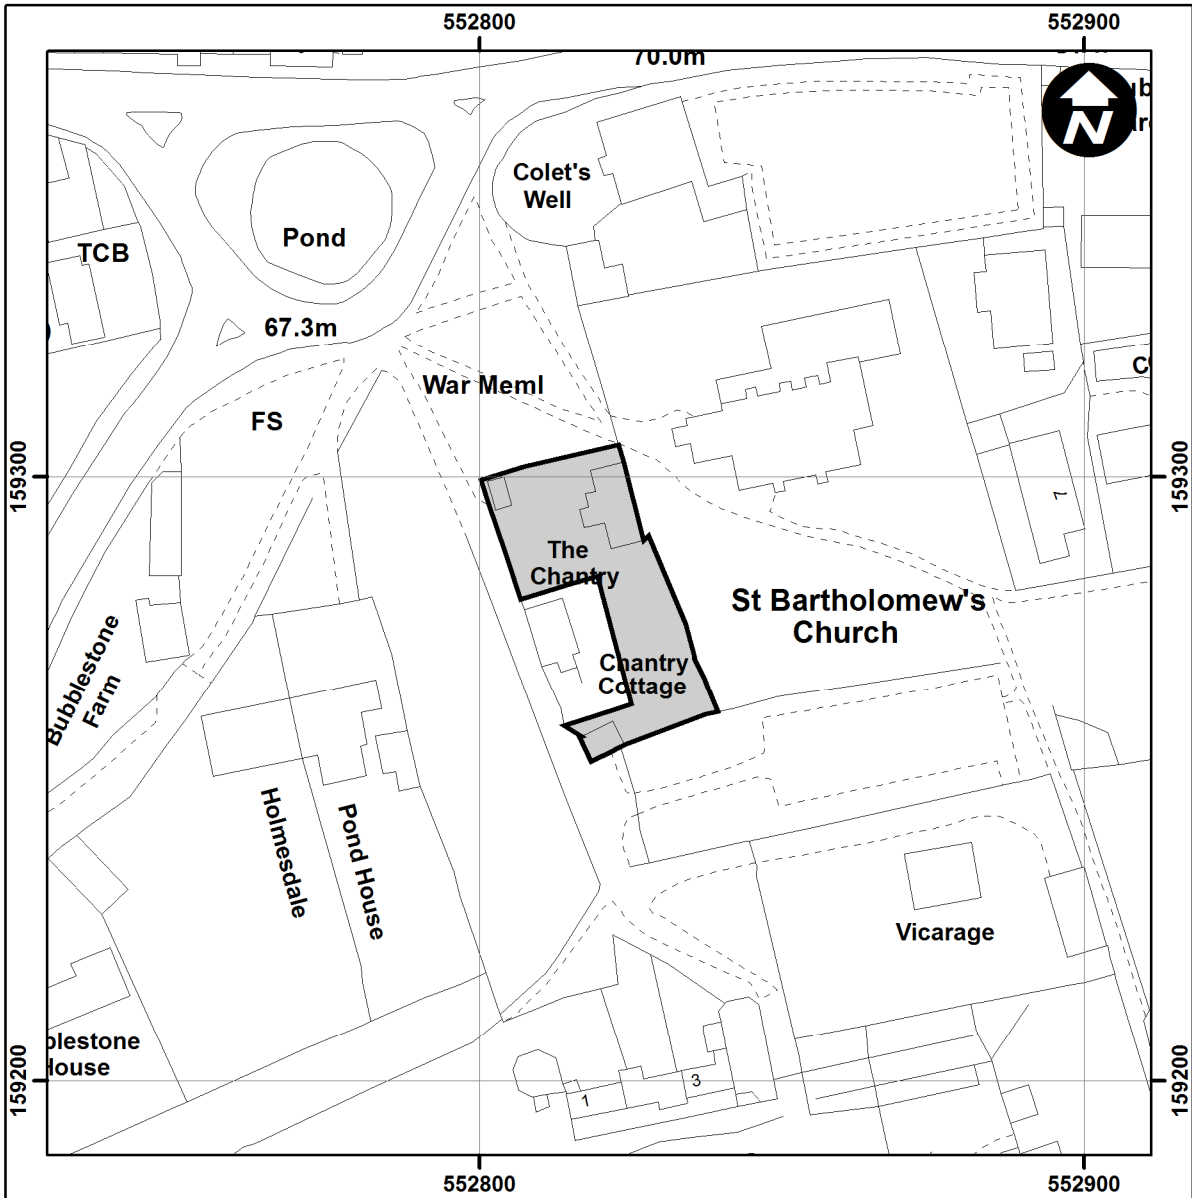 552800
552900
70.0m
N
Colet's
Well
Pond
TCB
67.3m
War Meml
FS
159300
159300
7
The
Chantry
St Bartholomew's
Church
Chantry
Cottage
Bubblestone
Farm
Holmesdale
Pond House
Vicarage
blestone
House
3
1
159200
159200
552800
552900